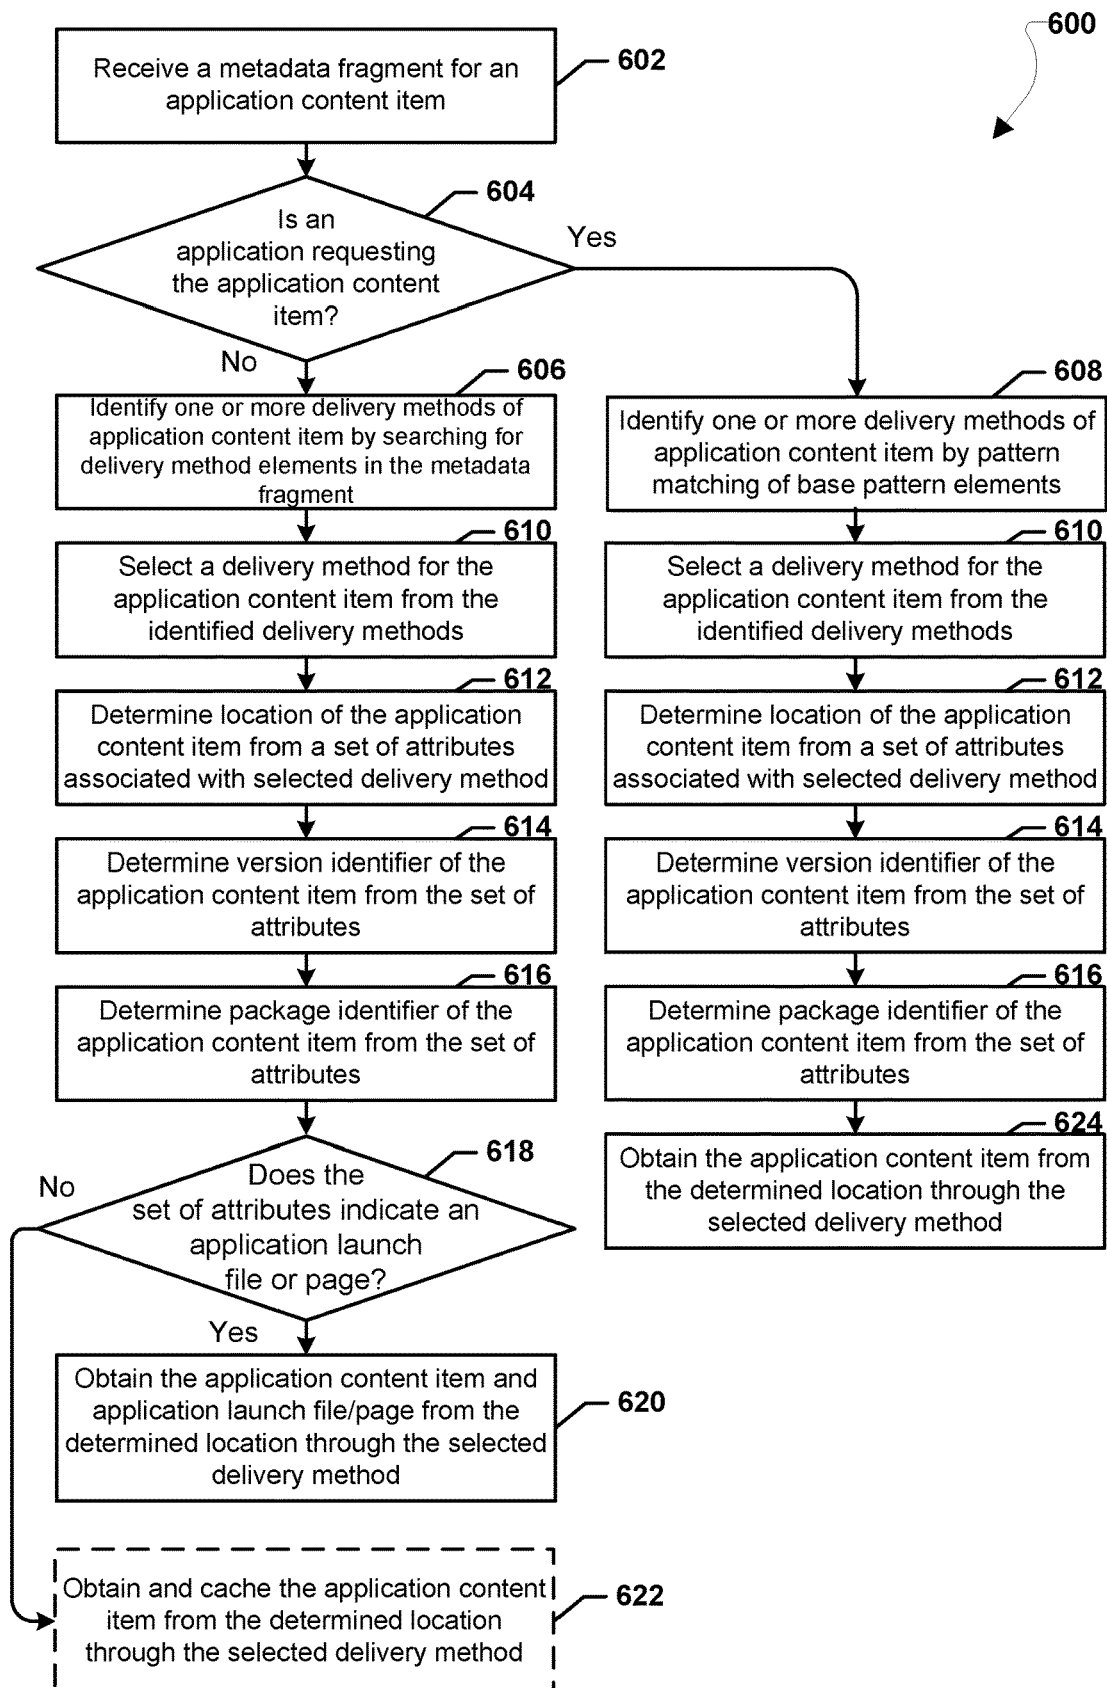 600
602
Receive a metadata fragment for an
application content item
604
Is an
application requesting
the application content
item?
Yes
No
606
Identify one or more delivery methods of
application content item by searching for
delivery method elements in the metadata
fragment
610
Select a delivery method for the
application content item from the
identified delivery methods
612
Determine location of the application
content item from a set of attributes
associated with selected delivery method
614
Determine version identifier of the
application content item from the set of
attributes
616
Determine package identifier of the
application content item from the set of
attributes
618
Does the
set of attributes indicate an
application launch
file or page?
No
Yes
620
Obtain the application content item and
application launch file/page from the
determined location through the selected
delivery method
622
Obtain and cache the application content
item from the determined location
through the selected delivery method
608
Identify one or more delivery methods of
application content item by pattern
matching of base pattern elements
610
Select a delivery method for the
application content item from the
identified delivery methods
612
Determine location of the application
content item from a set of attributes
associated with selected delivery method
614
Determine version identifier of the
application content item from the set of
attributes
616
Determine package identifier of the
application content item from the set of
attributes
624
Obtain the application content item from
the determined location through the
selected delivery method